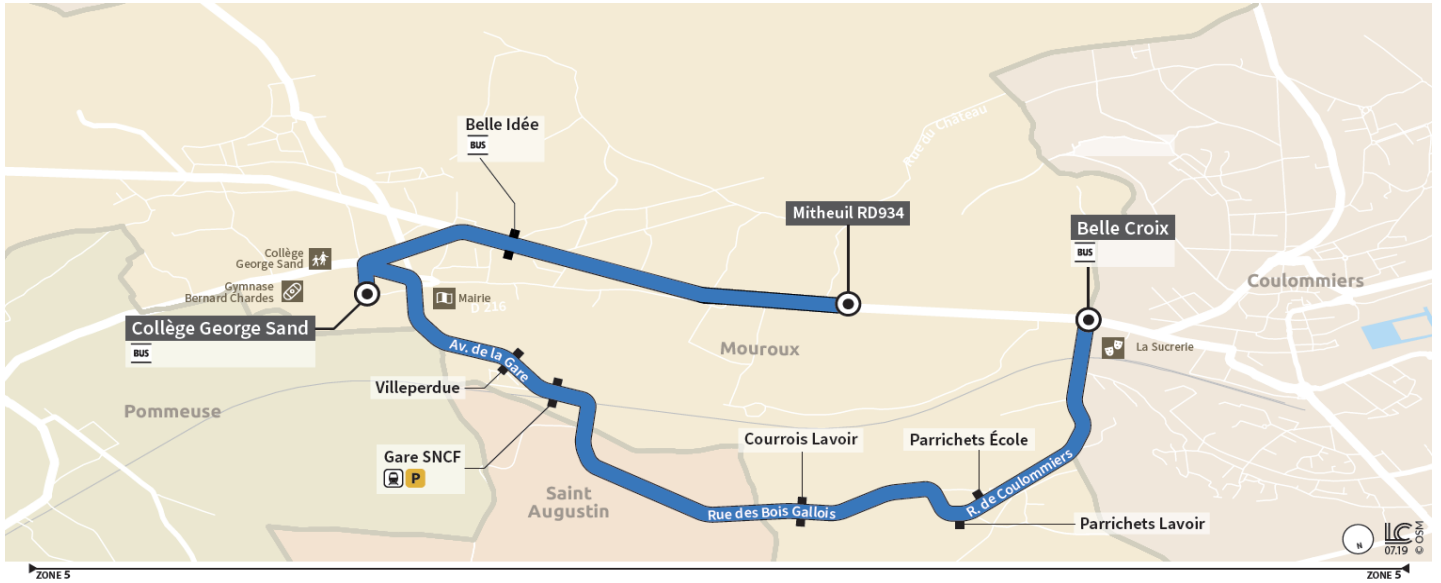 Rue du Château
Belle Idée
BUS
Mitheuil RD934
Belle Croix
BUS
Collège
George Sand
Gymnase
Bernard Chardes
Mairie
D 216
Coulommiers
Collège George Sand
BUS
Mouroux
La Sucrerie
Av. de la Gare
Villeperdue
Pommeuse
Gare SNCF
P
Courrois Lavoir
Parrichets École
Saint
Augustin
Rue des Bois Gallois
R. de Coulommiers
Parrichets Lavoir
N
LC
07.19
© OSM
ZONE 5
ZONE 5